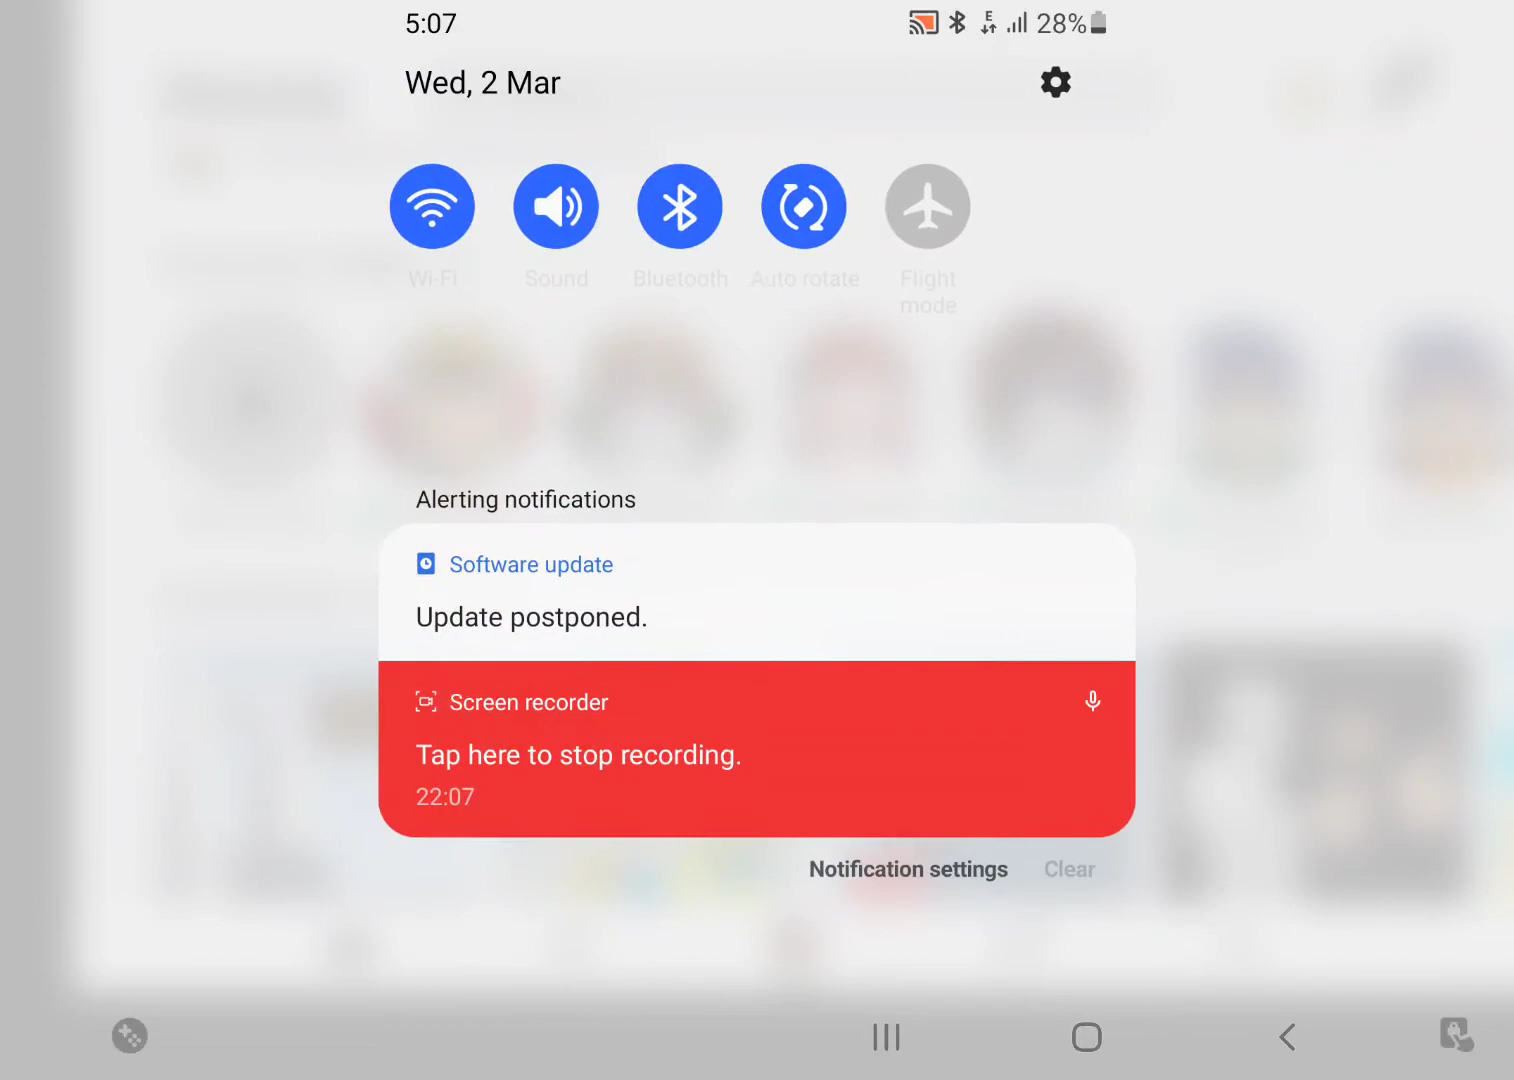 5:07
E 28%
Wed, 2 Mar
Wi-Fi
Sound
Bluetooth
Auto rotate
Flight
mode
Alerting notifications
Software update
Update postponed.
Screen recorder
Tap here to stop recording.
22:07
Notification settings
Clear